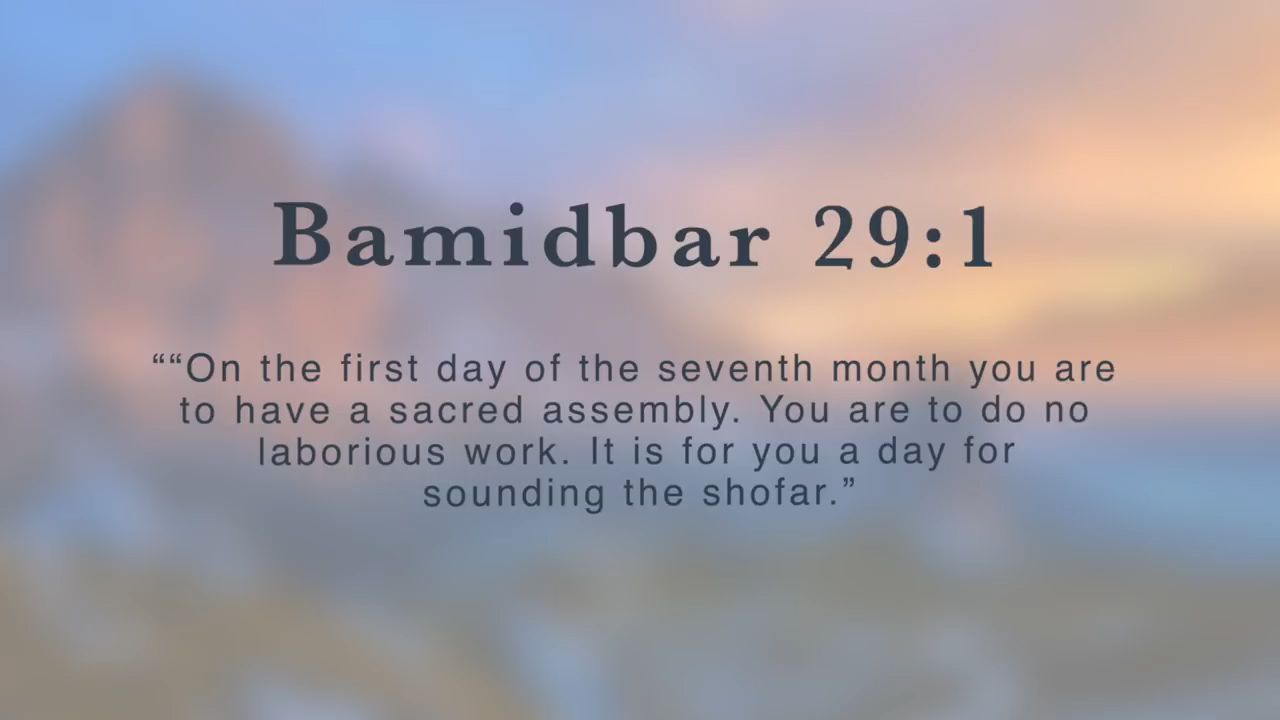 Bamidbar 29:1
““On the first day of the seventh month you are
to have a sacred assembly. You are to do no
laborious work. It is for you a day for
sounding the shofar.”